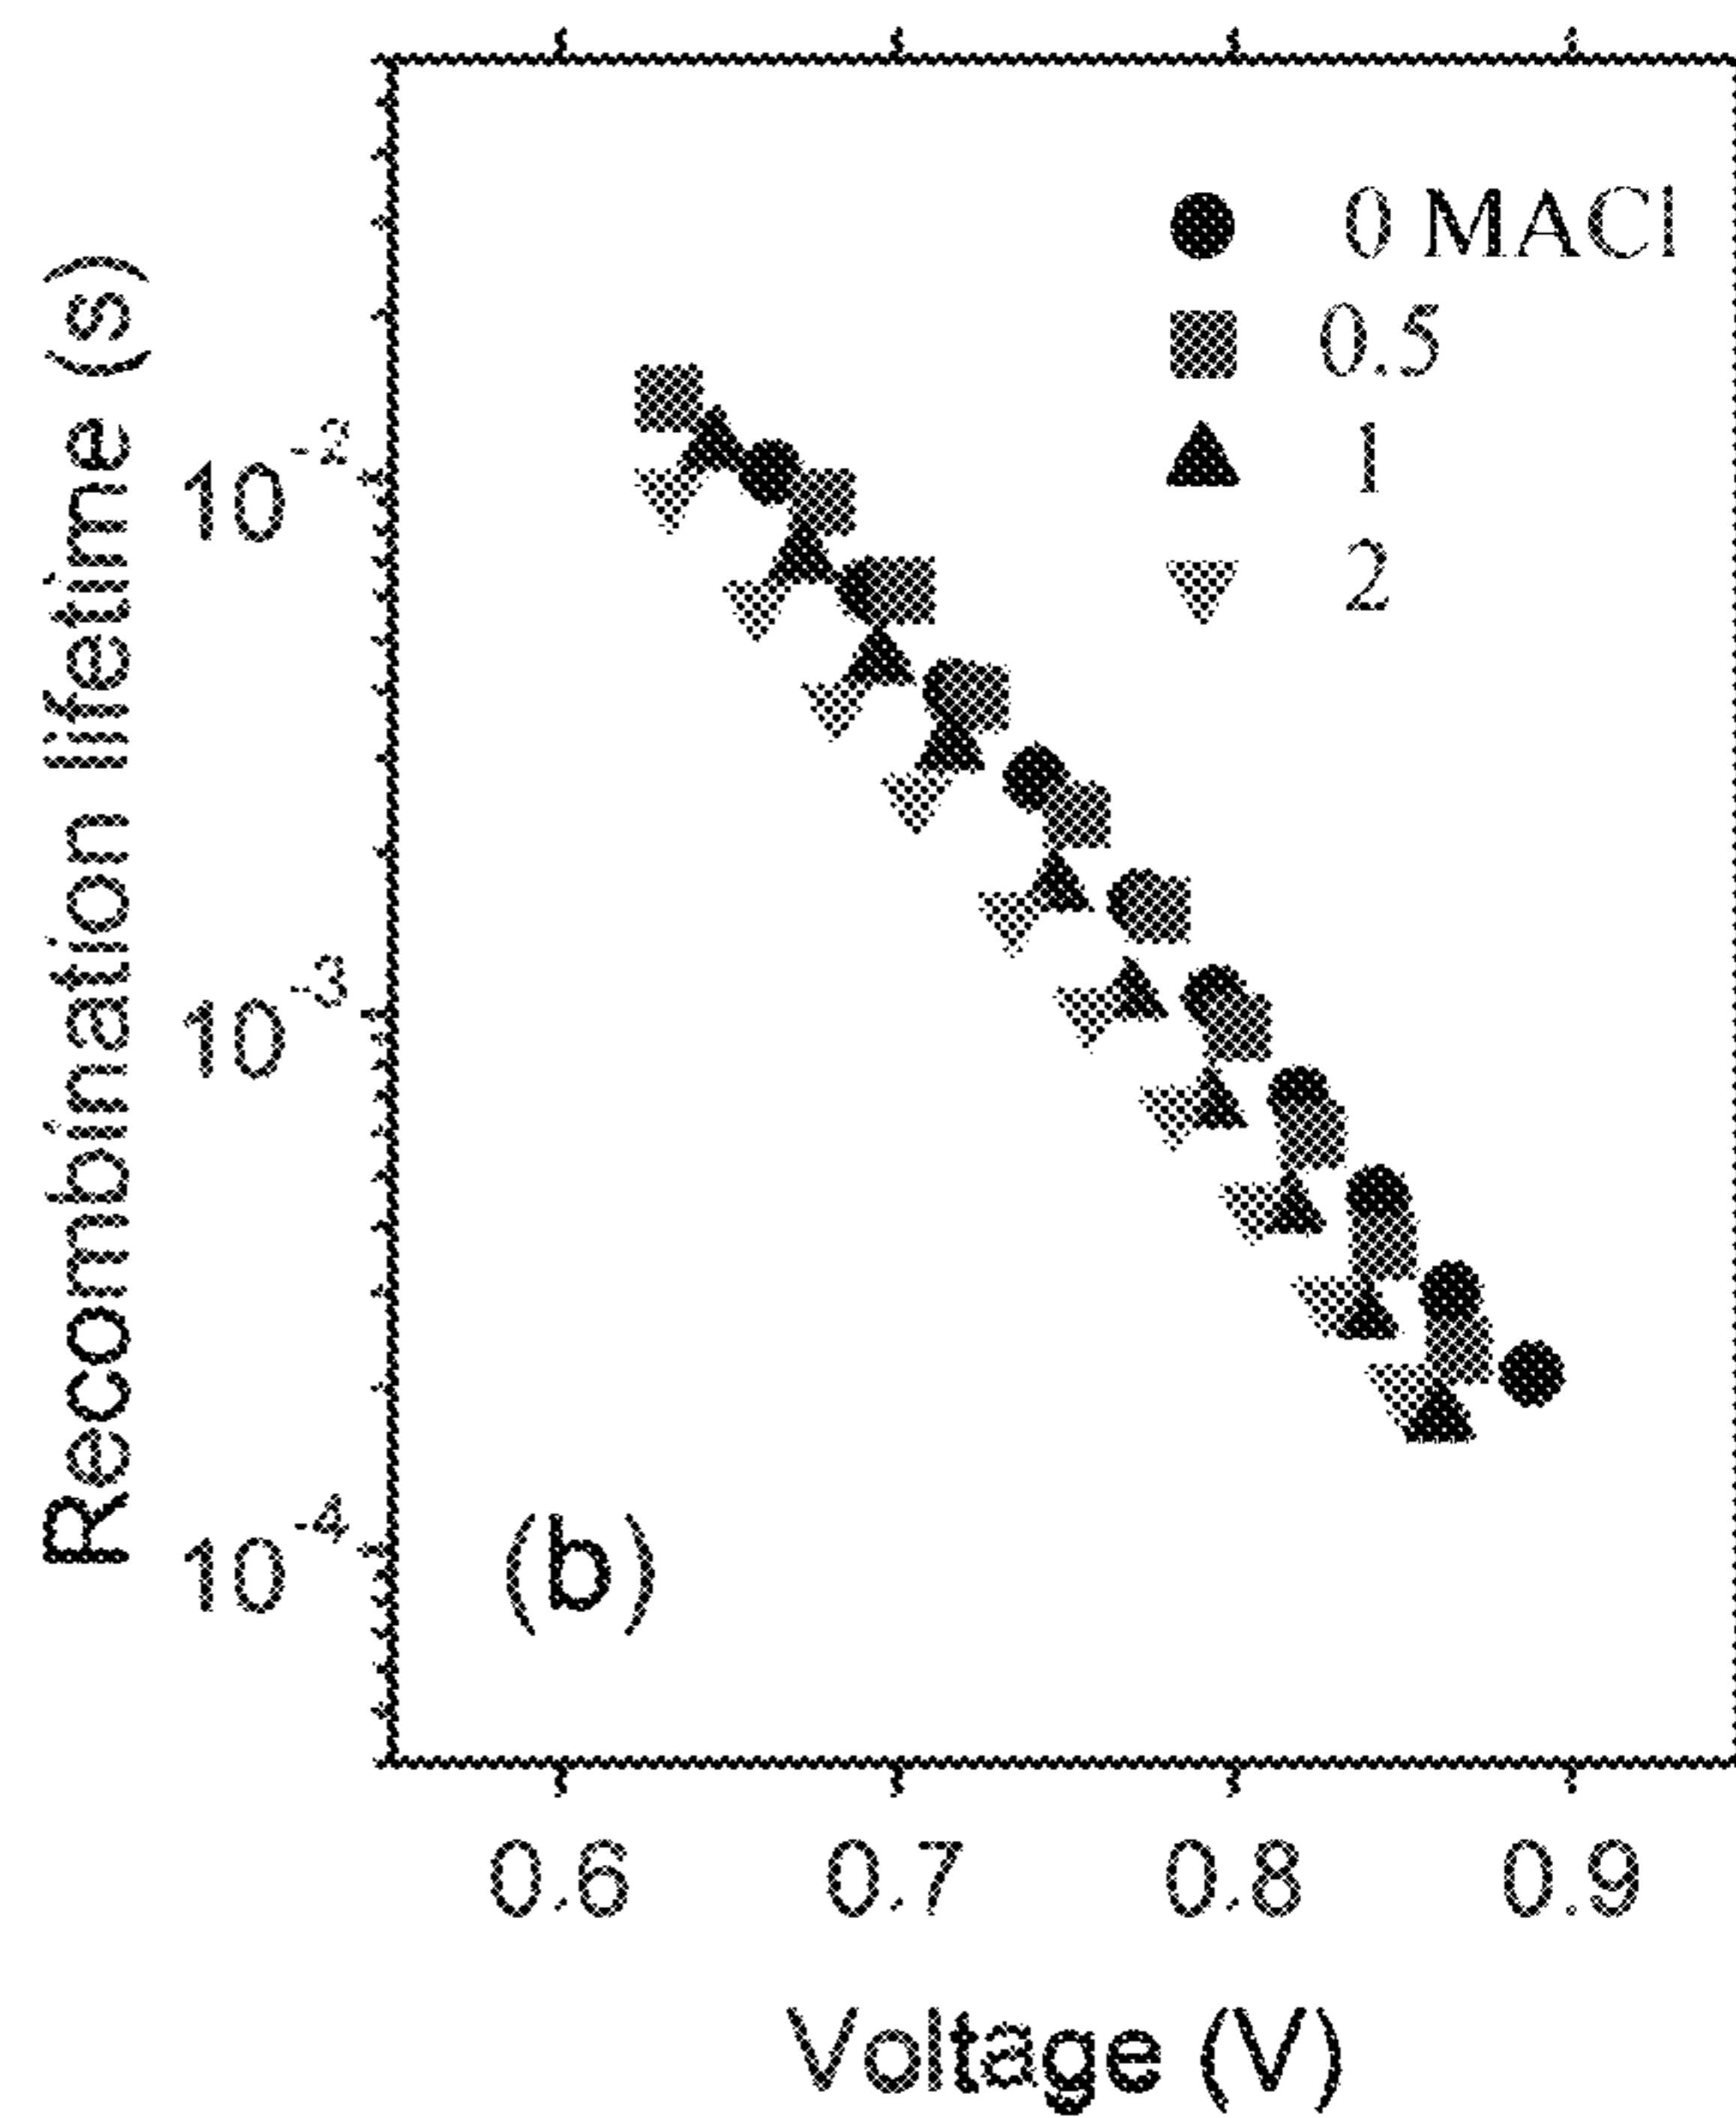 0 MACl
0.5
1
2
Recombination lifetime (s)
10^-2
10^-3
10^-4
(b)
0.6 0.7 0.8 0.9
Voltage (V)